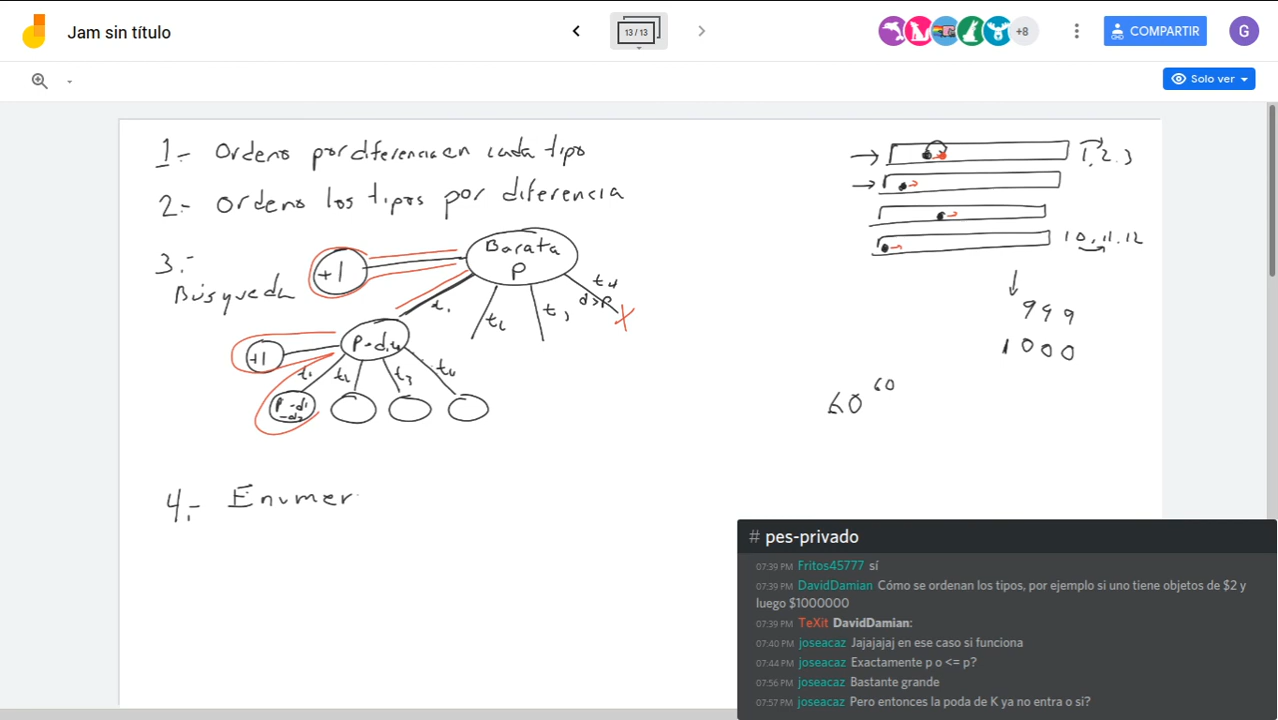 Jam sin título
13 / 13
+8
COMPARTIR
G
Solo ver
1.- Ordeno por diferencia en cada tipo
2.- Ordeno los tipos por diferencia
3.-
Búsqueda
+1
Barata
P
t4
d>P
X
t1
t2
t3
+1
P-d1
t1
t2
t3
t4
P-d1
-d2
1,2,3
10,11,12
999
1000
60^60
4.- Enumer
# pes-privado
07:39 PM Fritos45777 sí
07:39 PM DavidDamian Cómo se ordenan los tipos, por ejemplo si uno tiene objetos de $2 y
luego $1000000
07:39 PM TeXit DavidDamian:
07:40 PM joseacaz Jajajajaj en ese caso si funciona
07:44 PM joseacaz Exactamente p o <= p?
07:56 PM joseacaz Bastante grande
07:57 PM joseacaz Pero entonces la poda de K ya no entra o si?